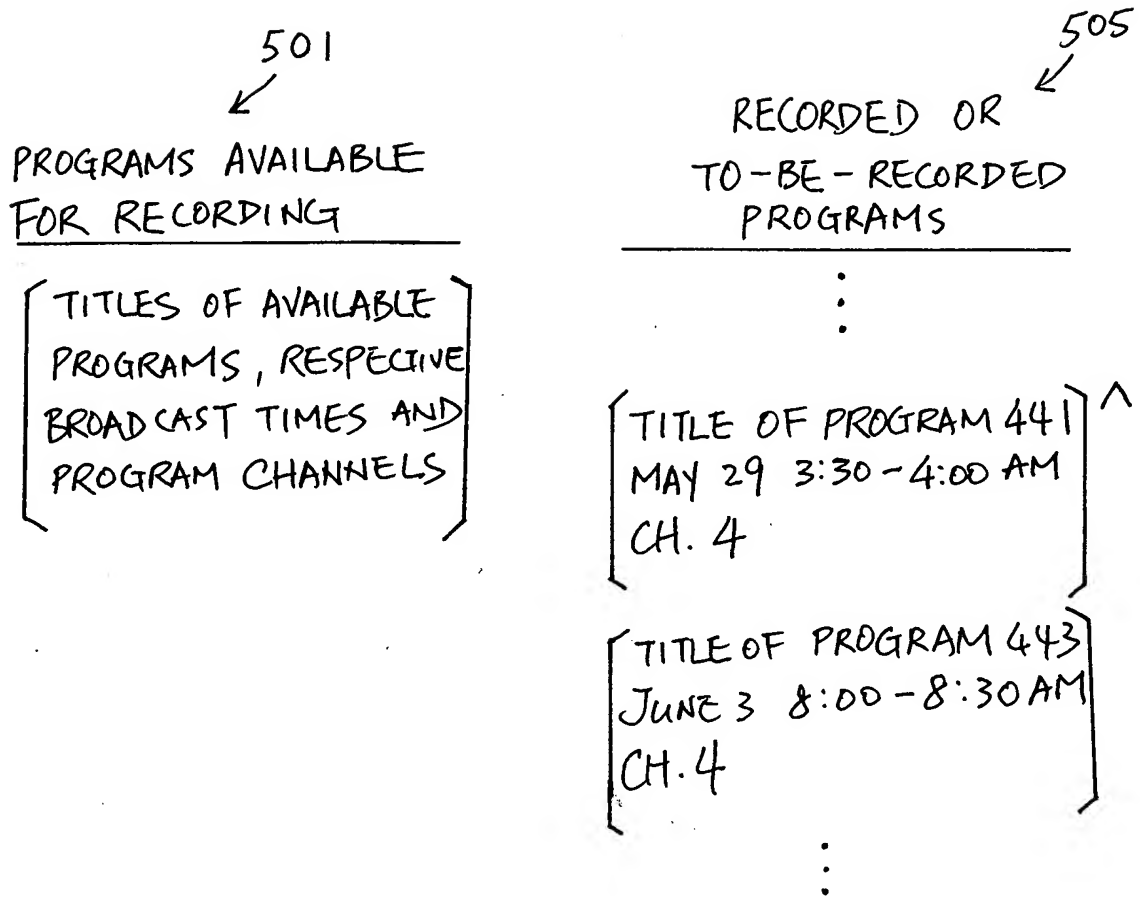 501
PROGRAMS AVAILABLE
FOR RECORDING
TITLES OF AVAILABLE
PROGRAMS, RESPECTIVE
BROADCAST TIMES AND
PROGRAM CHANNELS
505
RECORDED OR
TO-BE-RECORDED
PROGRAMS
TITLE OF PROGRAM 441 ^
MAY 29 3:30-4:00 AM
CH. 4
TITLE OF PROGRAM 443
JUNE 3 8:00-8:30 AM
CH. 4